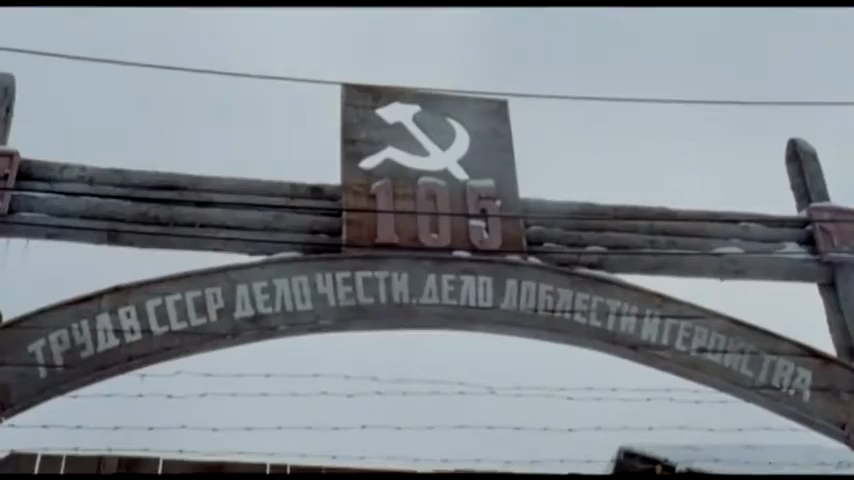 105
ТРУД В СССР ДЕЛО ЧЕСТИ, ДЕЛО ДОБЛЕСТИ И ГЕРОЙСТВА